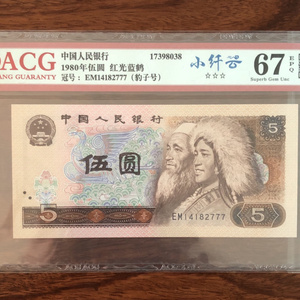 ACG
ANG GUARANTY
中国人民银行 17398038
1980年伍圆 红光蓝鹤
冠号： EM14182777（豹子号）
小纤云
☆☆☆
67 EPQ
Superb Gem Unc
中国人民银行
5
伍圆
EM14182777
5
5